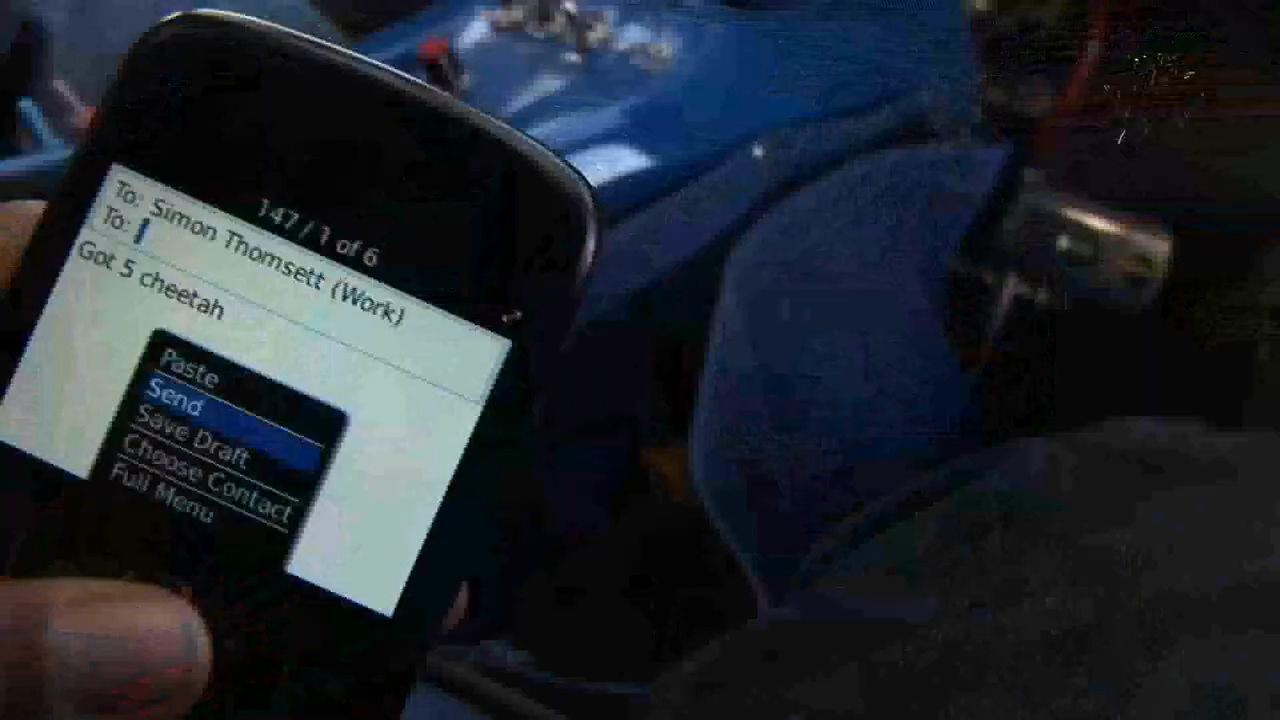 147 / 1 of 6
To: Simon Thomsett (Work)
To:
Got 5 cheetah
Paste
Send
Save Draft
Choose Contact
Full Menu